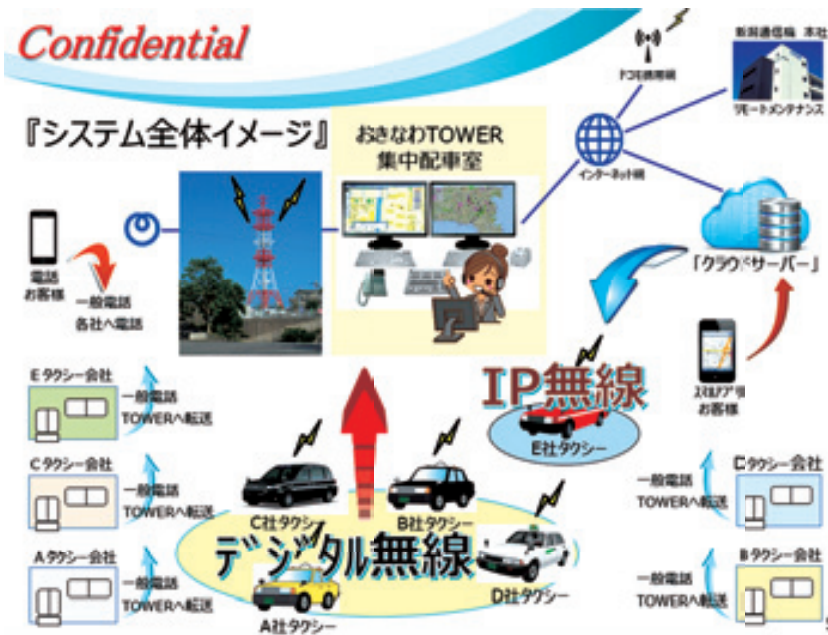 Confidential
新潟通信機 本社
ドコモ携帯網
リモートメンテナンス
『システム全体イメージ』
おきなわTOWER
集中配車室
インターネット網
電話
お客様
一般電話
各社へ電話
「クラウドサーバー」
スマホアプリ
お客様
IP無線
E社タクシー
Eタクシー会社
一般電話
TOWERへ転送
Cタクシー会社
一般電話
TOWERへ転送
Aタクシー会社
一般電話
TOWERへ転送
C社タクシー
B社タクシー
デジタル無線
D社タクシー
A社タクシー
Dタクシー会社
一般電話
TOWERへ転送
Bタクシー会社
一般電話
TOWERへ転送